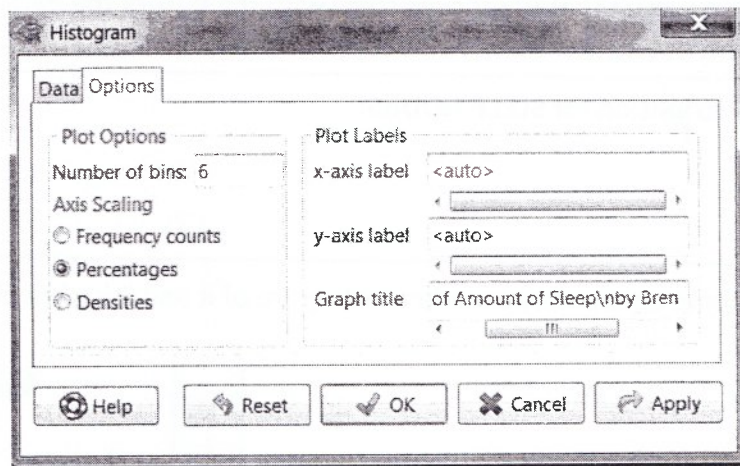 Histogram
Data Options
Plot Options
Number of bins: 6
Axis Scaling
Frequency counts
Percentages
Densities
Plot Labels
x-axis label <auto>
y-axis label <auto>
Graph title of Amount of Sleep\nby Bren
Help Reset OK Cancel Apply